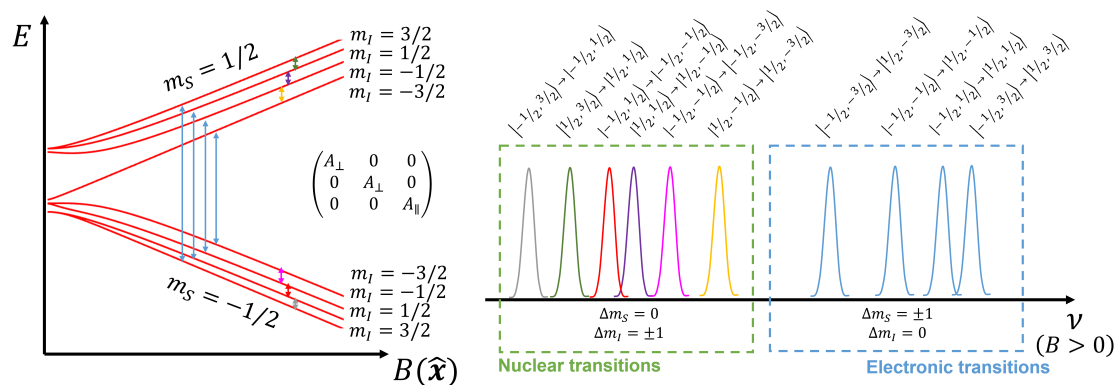 E
m_S = 1/2
m_I = 3/2
m_I = 1/2
m_I = −1/2
m_I = −3/2
A⊥ 0 0
0 A⊥ 0
0 0 A∥
m_S = −1/2
m_I = −3/2
m_I = −1/2
m_I = 1/2
m_I = 3/2
B(x̂)
|−1/2, 3/2⟩→|−1/2, 1/2⟩
|1/2, 3/2⟩→|1/2, 1/2⟩
|−1/2, 1/2⟩→|−1/2, −1/2⟩
|1/2, 1/2⟩→|1/2, −1/2⟩
|−1/2, −1/2⟩→|−1/2, −3/2⟩
|1/2, −1/2⟩→|1/2, −3/2⟩
|−1/2, −3/2⟩→|1/2, −3/2⟩
|−1/2, −1/2⟩→|1/2, −1/2⟩
|−1/2, 1/2⟩→|1/2, 1/2⟩
|−1/2, 3/2⟩→|1/2, 3/2⟩
Δm_S = 0
Δm_I = ±1
Δm_S = ±1
Δm_I = 0
ν
(B > 0)
Nuclear transitions
Electronic transitions